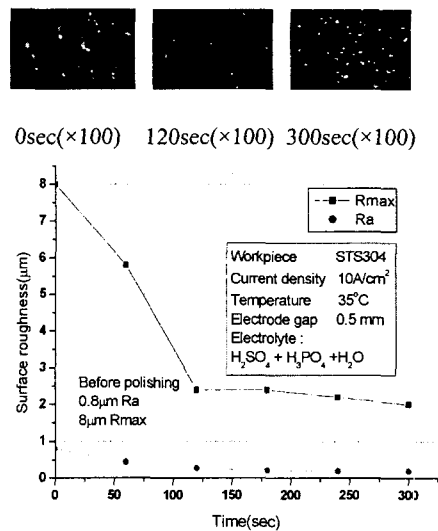 0sec(×100) 120sec(×100) 300sec(×100)
8
7
6
5
4
3
2
1
0
Surface roughness(μm)
Rmax
Ra
Workpiece STS304
Current density 10A/cm²
Temperature 35°C
Electrode gap 0.5 mm
Electrolyte :
H₂SO₄ + H₃PO₄ +H₂O
Before polishing
0.8μm Ra
8μm Rmax
0 50 100 150 200 250 300
Time(sec)